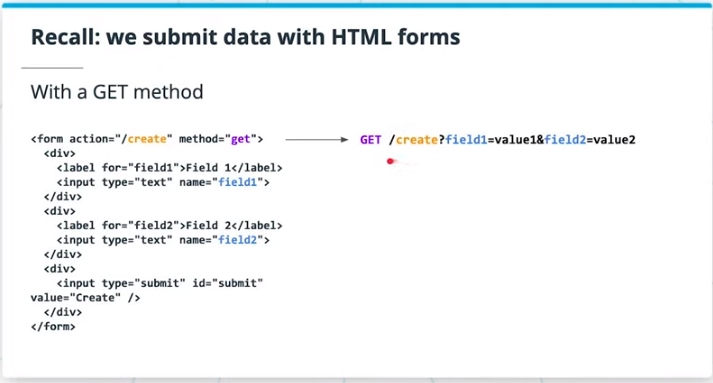 Recall: we submit data with HTML forms
With a GET method
<form action="/create" method="get">
<div>
<label for="field1">Field 1</label>
<input type="text" name="field1">
</div>
<div>
<label for="field2">Field 2</label>
<input type="text" name="field2">
</div>
<div>
<input type="submit" id="submit"
value="Create" />
</div>
</form>
GET /create?field1=value1&field2=value2